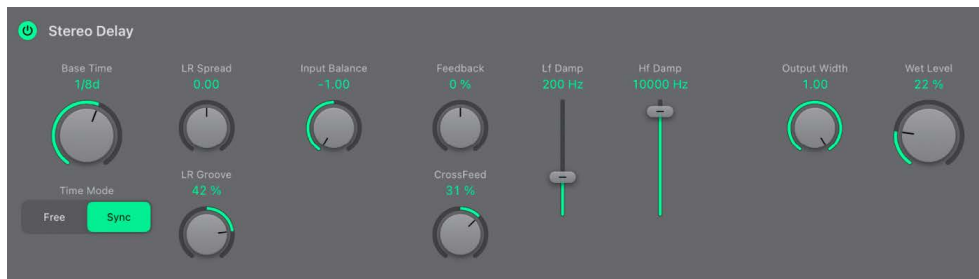 Stereo Delay
Base Time
1/8d
LR Spread
0.00
Input Balance
-1.00
Feedback
0 %
Lf Damp
200 Hz
Hf Damp
10000 Hz
Output Width
1.00
Wet Level
22 %
Time Mode
Free
Sync
LR Groove
42 %
CrossFeed
31 %